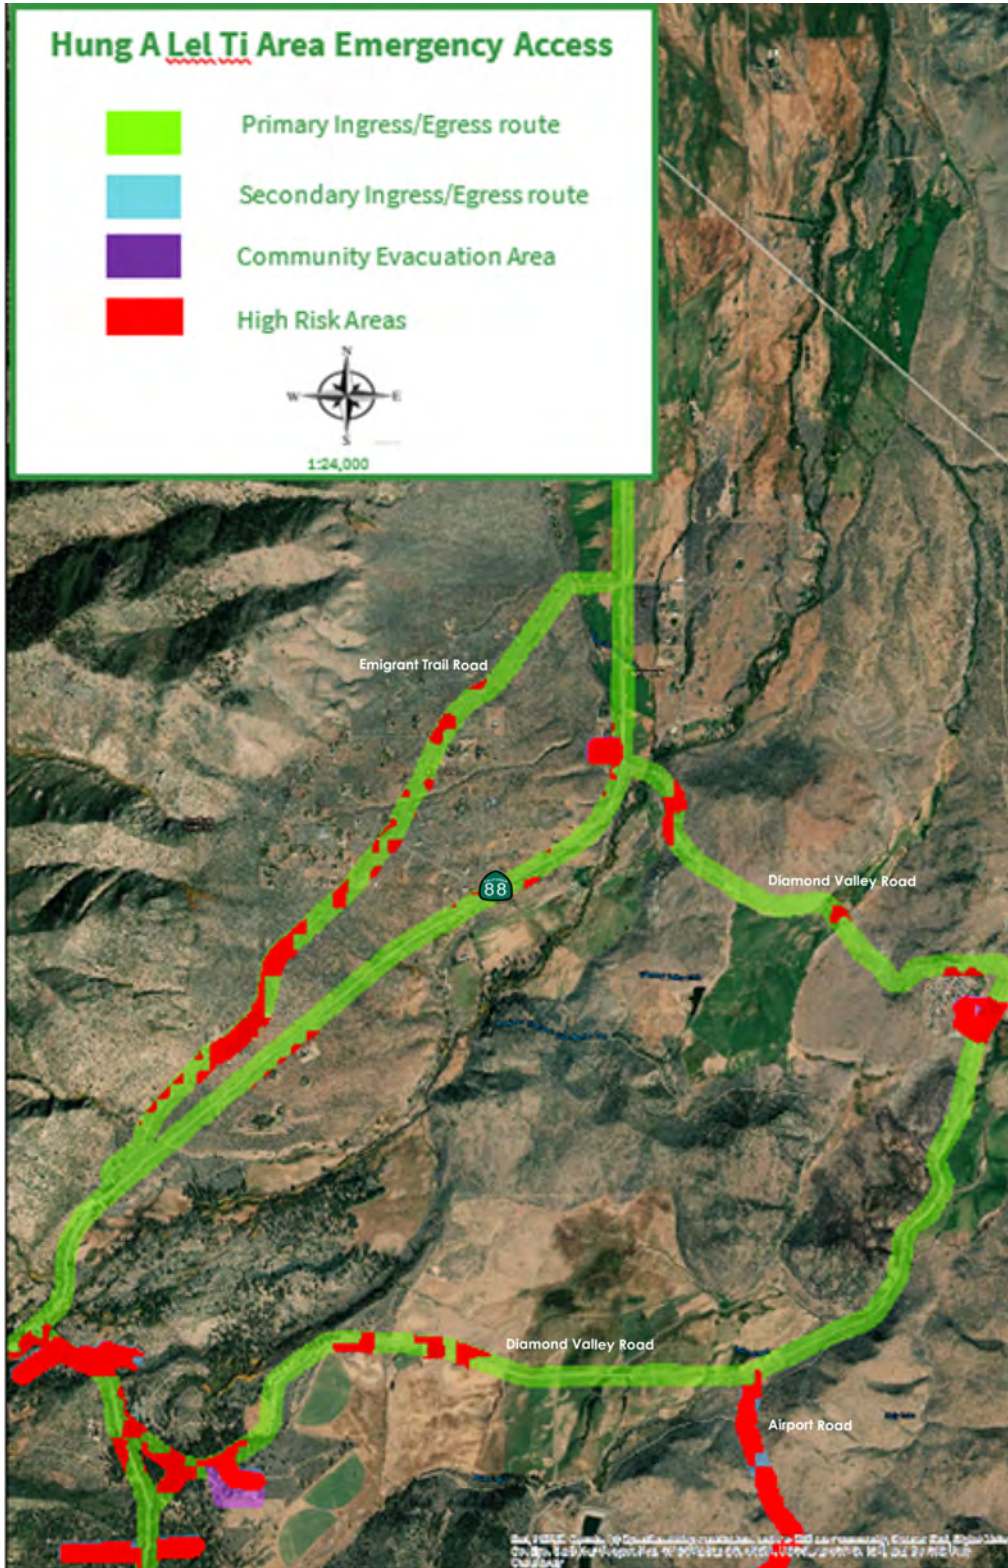 Hung A Lel Ti Area Emergency Access
Primary Ingress/Egress route
Secondary Ingress/Egress route
Community Evacuation Area
High Risk Areas
N
W E
S
1:24,000
Emigrant Trail Road
88
Diamond Valley Road
Diamond Valley Road
Airport Road